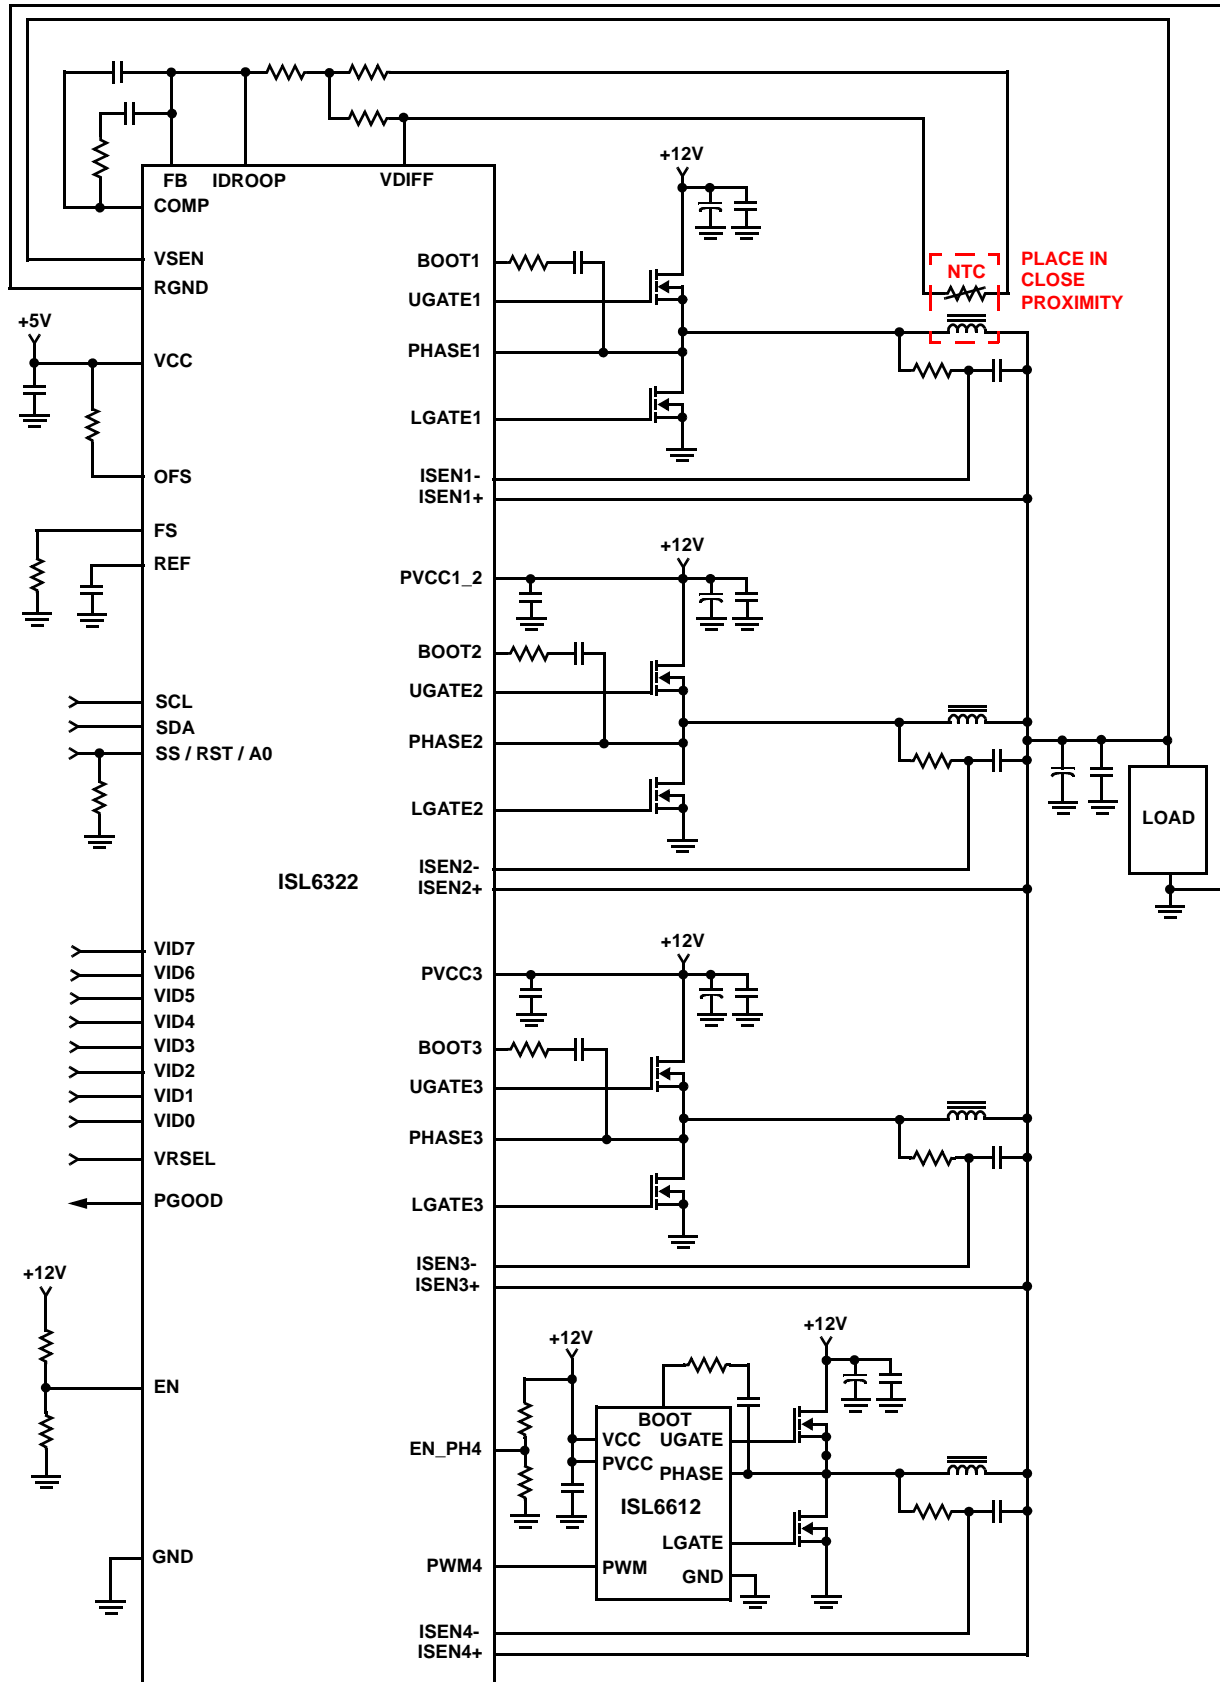 +12V
FB IDROOP VDIFF
COMP
VSEN
RGND
+5V
VCC
OFS
FS
REF
SCL
SDA
SS / RST / A0
ISL6322
VID7
VID6
VID5
VID4
VID3
VID2
VID1
VID0
VRSEL
PGOOD
+12V
EN
GND
BOOT1
UGATE1
PHASE1
LGATE1
ISEN1-
ISEN1+
NTC
PLACE IN
CLOSE
PROXIMITY
+12V
PVCC1_2
BOOT2
UGATE2
PHASE2
LGATE2
ISEN2-
ISEN2+
LOAD
+12V
PVCC3
BOOT3
UGATE3
PHASE3
LGATE3
ISEN3-
ISEN3+
+12V
+12V
EN_PH4
PWM4
BOOT
VCC
UGATE
PVCC
PHASE
ISL6612
LGATE
PWM
GND
ISEN4-
ISEN4+